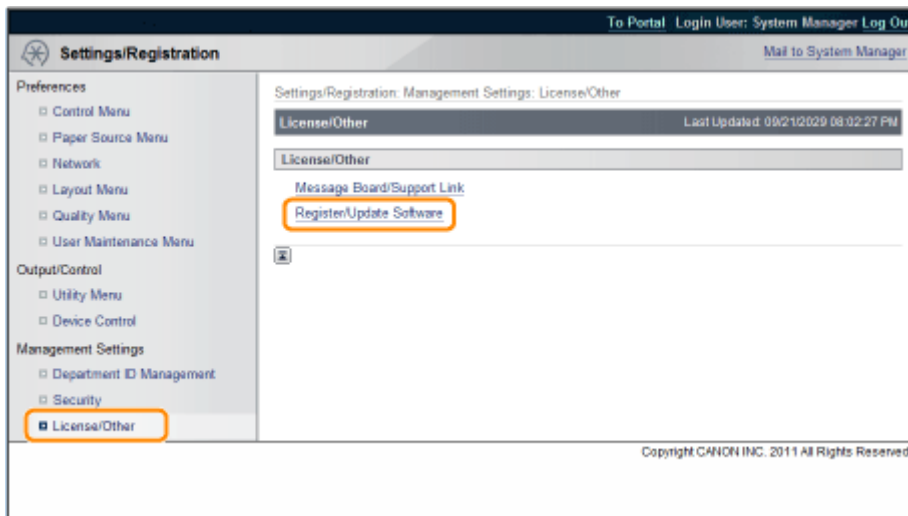 To Portal Login User: System Manager Log Ou
Settings/Registration
Mail to System Manager
Preferences
Control Menu
Paper Source Menu
Network
Layout Menu
Quality Menu
User Maintenance Menu
Output/Control
Utility Menu
Device Control
Management Settings
Department ID Management
Security
License/Other
Settings/Registration: Management Settings: License/Other
License/Other Last Updated: 09/21/2029 08:02:27 PM
License/Other
Message Board/Support Link
Register/Update Software
Copyright CANON INC. 2011 All Rights Reserved